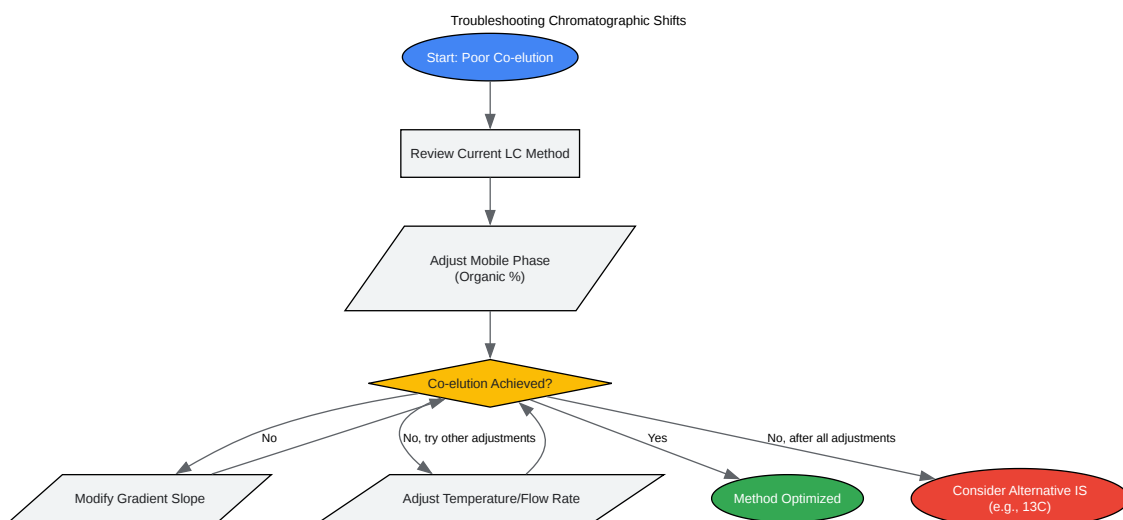 Troubleshooting Chromatographic Shifts
Start: Poor Co-elution
Review Current LC Method
Adjust Mobile Phase
(Organic %)
Co-elution Achieved?
No
No, try other adjustments
Yes
No, after all adjustments
Modify Gradient Slope
Adjust Temperature/Flow Rate
Method Optimized
Consider Alternative IS
(e.g., 13C)